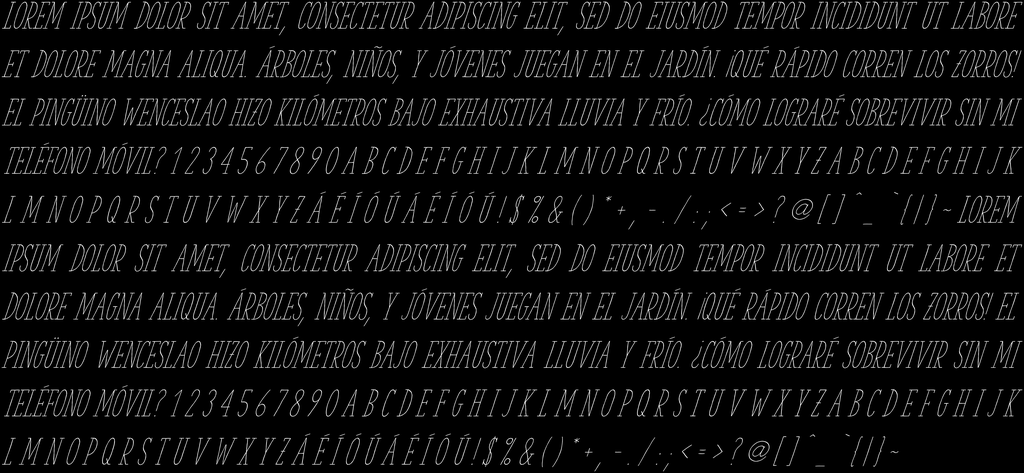 LOREM IPSUM DOLOR SIT AMET, CONSECTETUR ADIPISCING ELIT, SED DO EIUSMOD TEMPOR INCIDIDUNT UT LABORE
ET DOLORE MAGNA ALIQUA. ÁRBOLES, NIÑOS, Y JÓVENES JUEGAN EN EL JARDÍN. ¡QUÉ RÁPIDO CORREN LOS ZORROS!
EL PINGÜINO WENCESLAO HIZO KILÓMETROS BAJO EXHAUSTIVA LLUVIA Y FRÍO. ¿CÓMO LOGRARÉ SOBREVIVIR SIN MI
TELÉFONO MÓVIL? 1 2 3 4 5 6 7 8 9 0 A B C D E F G H I J K L M N O P Q R S T U V W X Y Z A B C D E F G H I J K
L M N O P Q R S T U V W X Y Z Á É Í Ó Ú Á É Í Ó Ú ! $ % & ( ) * + , - . / : ; < = > ? @ [ ] ^ _ ` { | } ~ LOREM
IPSUM DOLOR SIT AMET, CONSECTETUR ADIPISCING ELIT, SED DO EIUSMOD TEMPOR INCIDIDUNT UT LABORE ET
DOLORE MAGNA ALIQUA. ÁRBOLES, NIÑOS, Y JÓVENES JUEGAN EN EL JARDÍN. ¡QUÉ RÁPIDO CORREN LOS ZORROS! EL
PINGÜINO WENCESLAO HIZO KILÓMETROS BAJO EXHAUSTIVA LLUVIA Y FRÍO. ¿CÓMO LOGRARÉ SOBREVIVIR SIN MI
TELÉFONO MÓVIL? 1 2 3 4 5 6 7 8 9 0 A B C D E F G H I J K L M N O P Q R S T U V W X Y Z A B C D E F G H I J K
L M N O P Q R S T U V W X Y Z Á É Í Ó Ú Á É Í Ó Ú ! $ % & ( ) * + , - . / : ; < = > ? @ [ ] ^ _ ` { | } ~